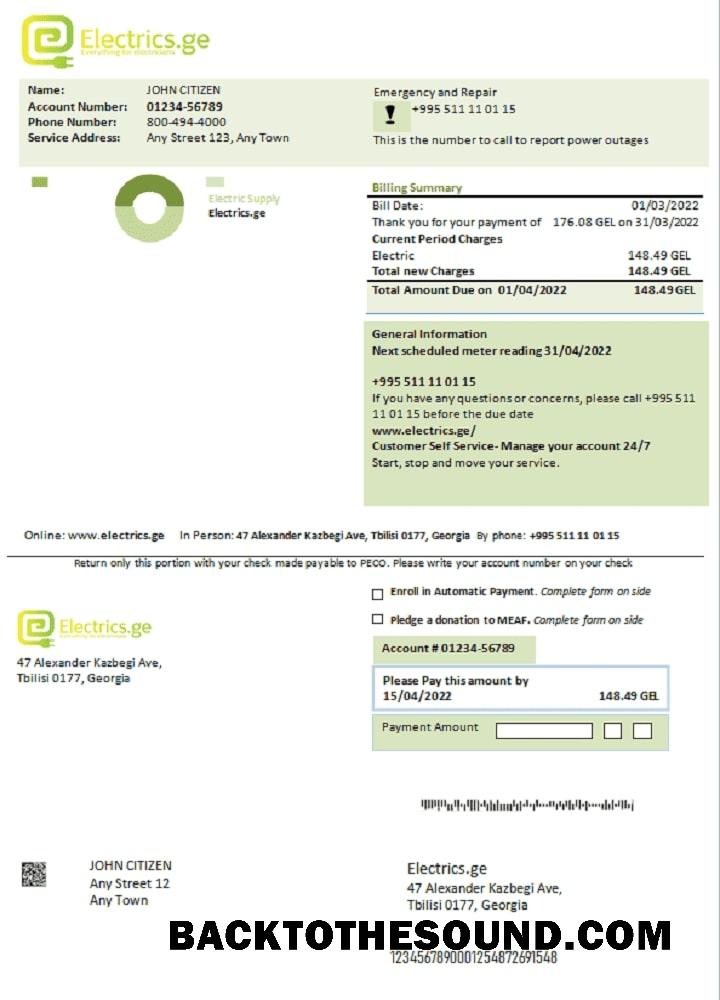 Electrics.ge
Everything for electricians
Name: JOHN CITIZEN
Account Number: 01234-56789
Phone Number: 800-494-4000
Service Address: Any Street 123, Any Town
Emergency and Repair
! +995 511 11 01 15
This is the number to call to report power outages
Electric Supply
Electrics.ge
Billing Summary
Bill Date: 01/03/2022
Thank you for your payment of 176.08 GEL on 31/03/2022
Current Period Charges
Electric 148.49 GEL
Total new Charges 148.49 GEL
Total Amount Due on 01/04/2022 148.49 GEL
General Information
Next scheduled meter reading 31/04/2022
+995 511 11 01 15
If you have any questions or concerns, please call +995 511
11 01 15 before the due date
www.electrics.ge/
Customer Self Service- Manage your account 24/7
Start, stop and move your service.
Online: www.electrics.ge In Person: 47 Alexander Kazbegi Ave, Tbilisi 0177, Georgia By phone: +995 511 11 01 15
Return only this portion with your check made payable to PECO. Please write your account number on your check
Enroll in Automatic Payment. Complete form on side
Pledge a donation to MEAF. Complete form on side
Electrics.ge
Everything for electricians
47 Alexander Kazbegi Ave,
Tbilisi 0177, Georgia
Account # 01234-56789
Please Pay this amount by
15/04/2022 148.49 GEL
Payment Amount
JOHN CITIZEN
Any Street 12
Any Town
Electrics.ge
47 Alexander Kazbegi Ave,
Tbilisi 0177, Georgia
BACKTOTHESOUND.COM
1234567890001254872691548